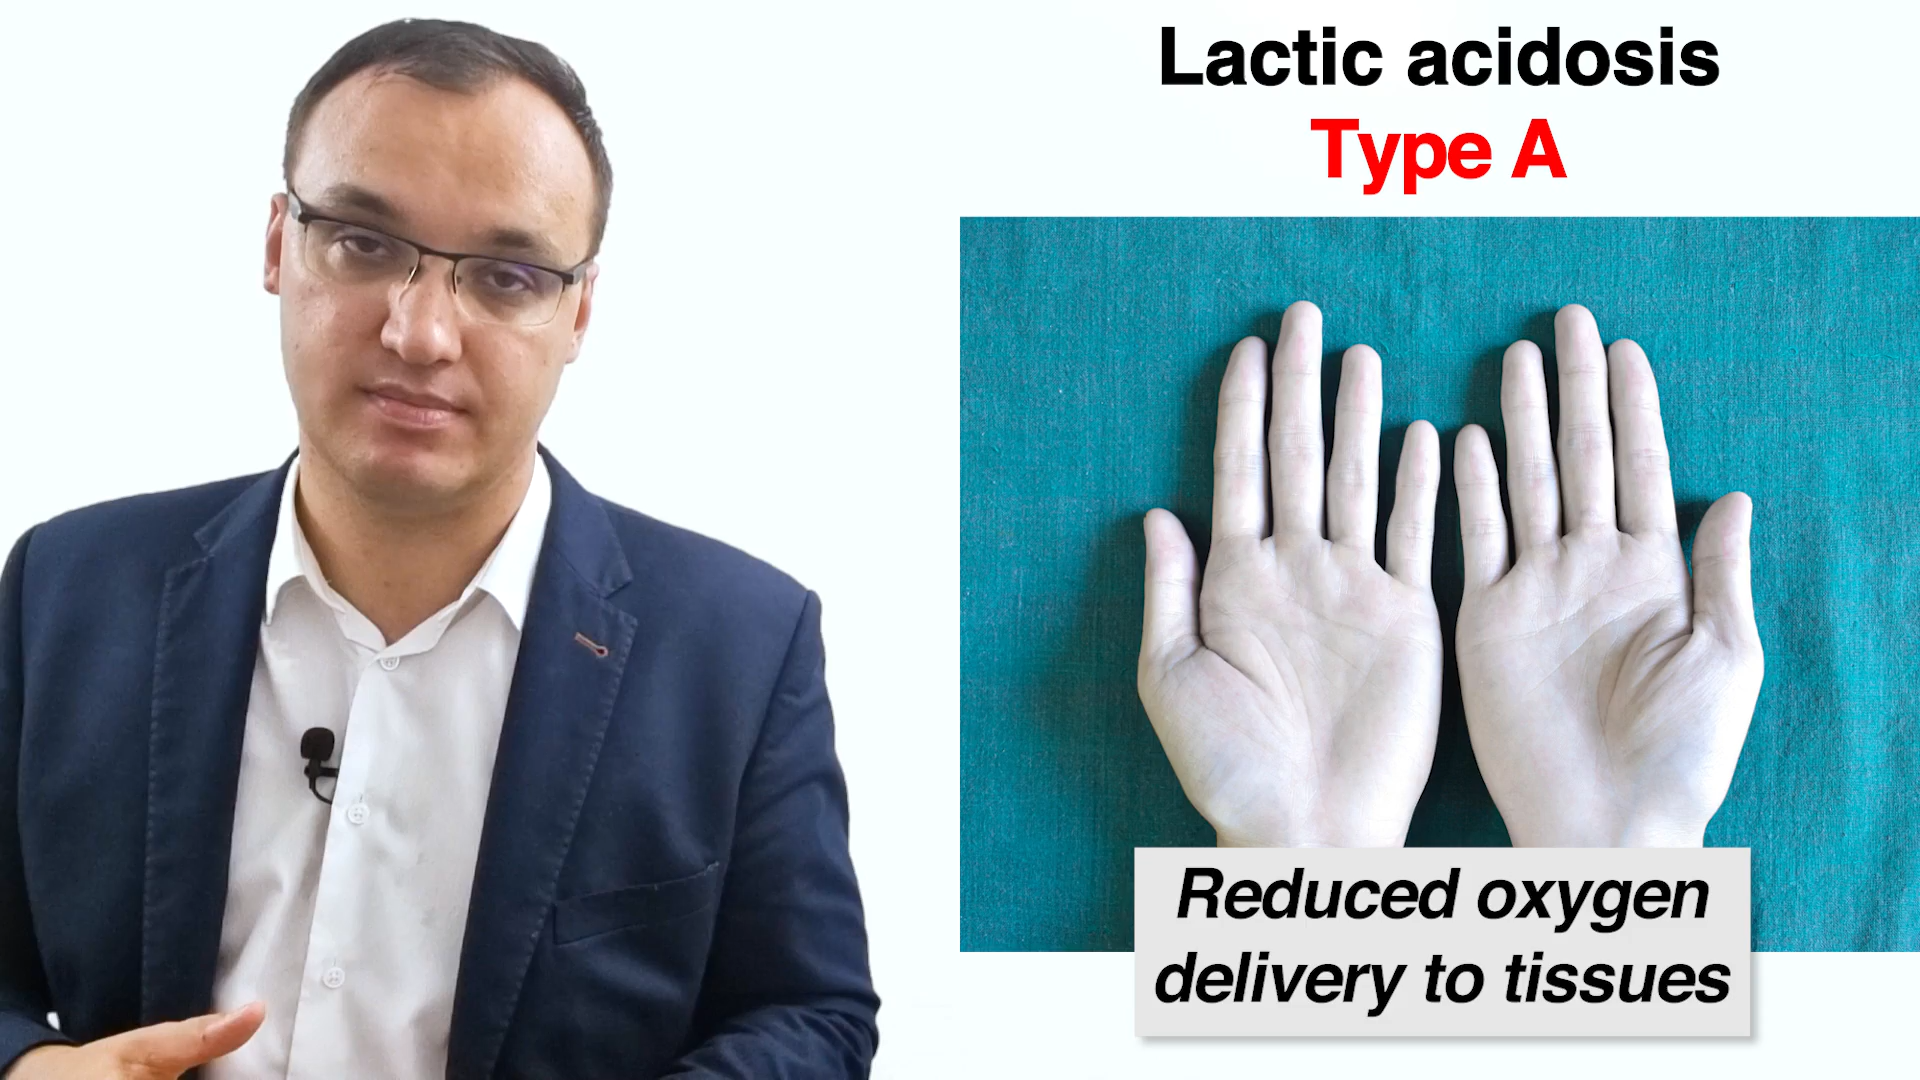 Lactic acidosis
Type A
Reduced oxygen
delivery to tissues